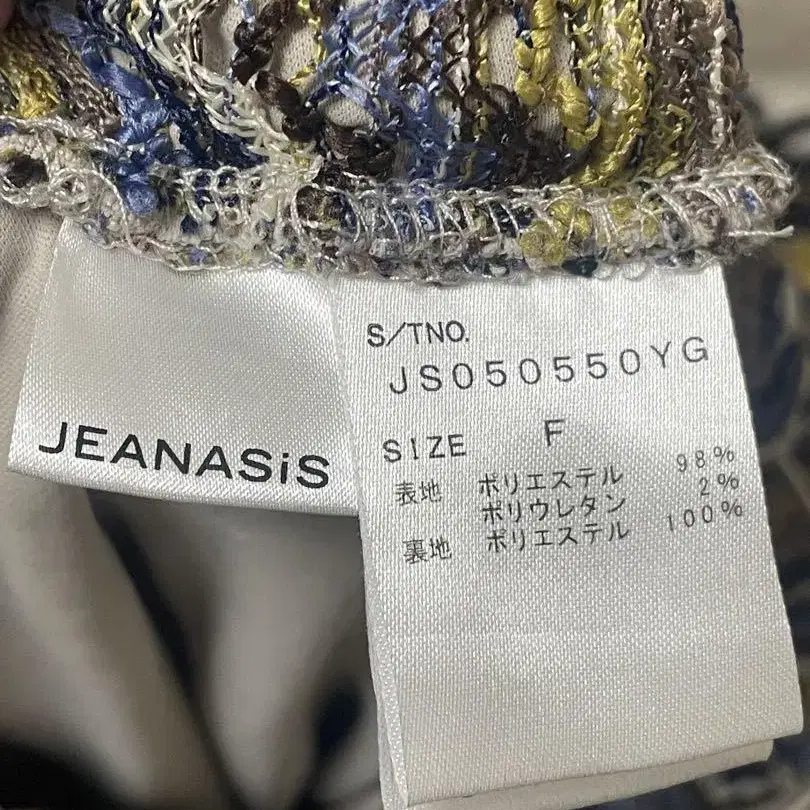 JEANASiS
S/TNO.
JS050550YG
SIZE F
表地 ポリエステル 98%
ポリウレタン 2%
裏地 ポリエステル 100%